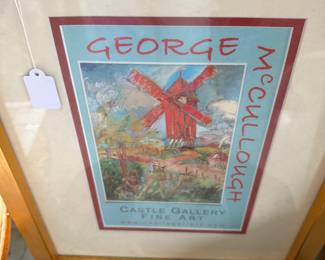 GEORGE
McCULLOUGH
CASTLE GALLERY
FINE ART